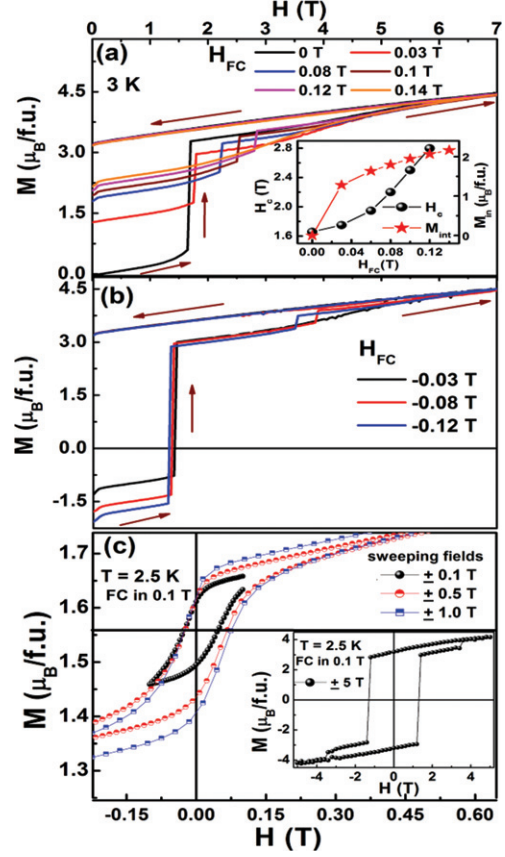 H (T)
0 1 2 3 4 5 6 7
(a)
H_FC
0 T 0.03 T
0.08 T 0.1 T
0.12 T 0.14 T
3 K
4.5
3.0
1.5
0.0
M (μ_B/f.u.)
2.8
2.4
2.0
1.6
H_c (T)
2
1
0
M_in (μ_B/f.u.)
H_c
M_int
0.00 0.04 0.08 0.12
H_FC (T)
(b)
4.5
3.0
1.5
0.0
-1.5
M (μ_B/f.u.)
H_FC
-0.03 T
-0.08 T
-0.12 T
(c)
T = 2.5 K
FC in 0.1 T
sweeping fields
± 0.1 T
± 0.5 T
± 1.0 T
1.7
1.6
1.5
1.4
1.3
M (μ_B/f.u.)
T = 2.5 K
FC in 0.1 T
± 5 T
4
2
0
-2
-4
M (μ_B/f.u.)
-4 -2 0 2 4
H (T)
-0.15 0.00 0.15 0.30 0.45 0.60
H (T)